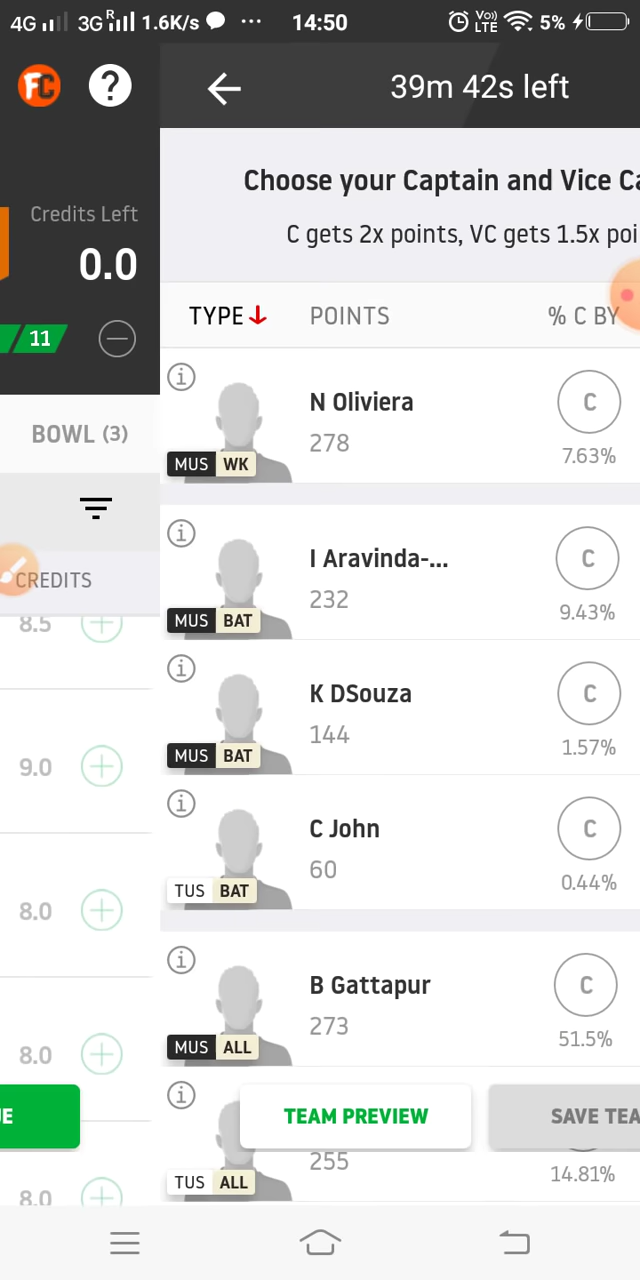 4G 3G R 1.6K/s ... 14:50 Vo) LTE 5%
FC ? 39m 42s left
Credits Left
0.0
11
BOWL (3)
CREDITS
8.5
9.0
8.0
8.0
8.0
E
Choose your Captain and Vice Ca
C gets 2x points, VC gets 1.5x poi
TYPE POINTS % C BY
i N Oliviera C
278
MUS WK 7.63%
i I Aravinda-... C
232
MUS BAT 9.43%
i K DSouza C
144
MUS BAT 1.57%
i C John C
60
TUS BAT 0.44%
i B Gattapur C
273
MUS ALL 51.5%
i
TEAM PREVIEW SAVE TEA
255
TUS ALL 14.81%